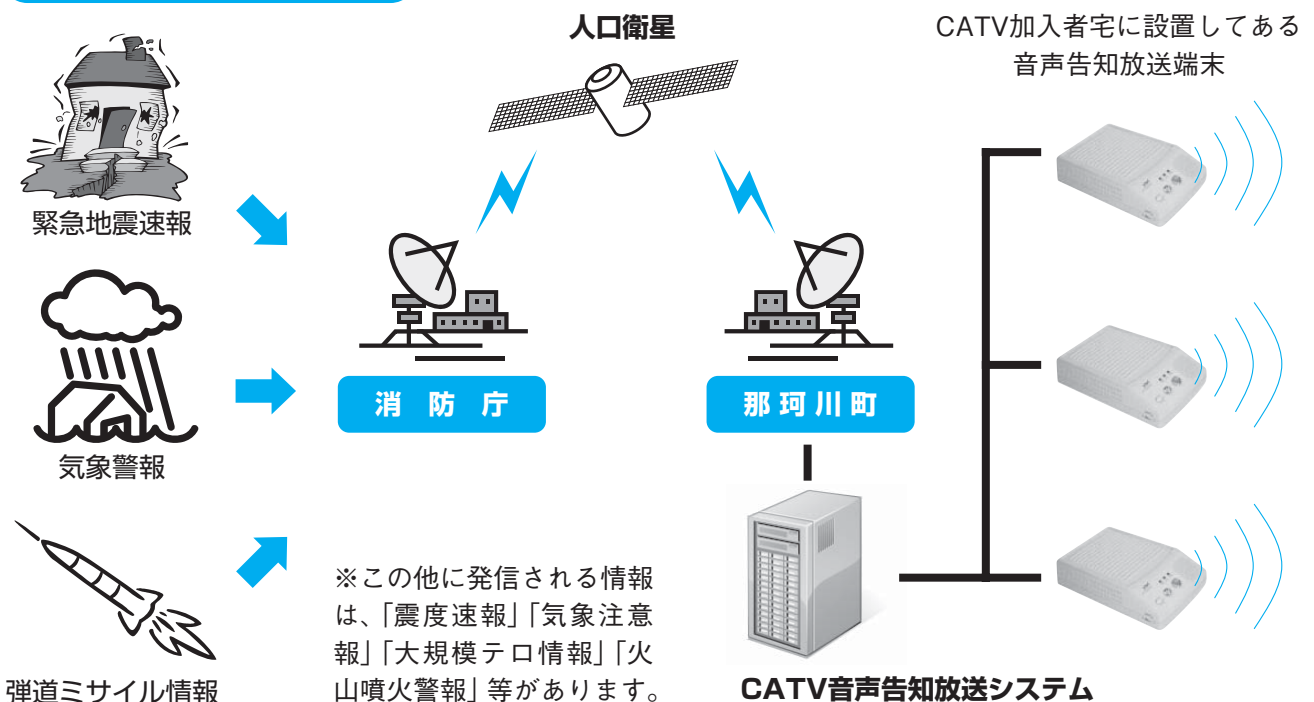 人口衛星
CATV加入者宅に設置してある
音声告知放送端末
緊急地震速報
気象警報
弾道ミサイル情報
消防庁
那珂川町
※この他に発信される情報
は、「震度速報」「気象注意
報」「大規模テロ情報」「火
山噴火警報」等があります。
CATV音声告知放送システム